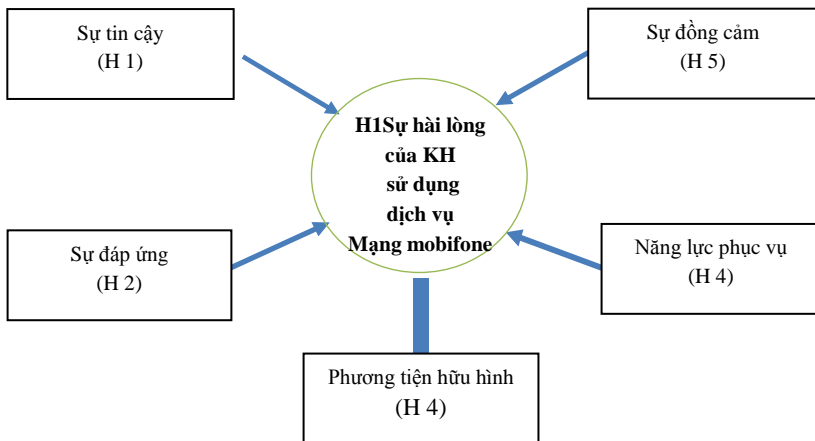 Sự tin cậy
(H 1)
Sự đồng cảm
(H 5)
H1Sự hài lòng
của KH
sử dụng
dịch vụ
Mạng mobifone
Sự đáp ứng
(H 2)
Năng lực phục vụ
(H 4)
Phương tiện hữu hình
(H 4)